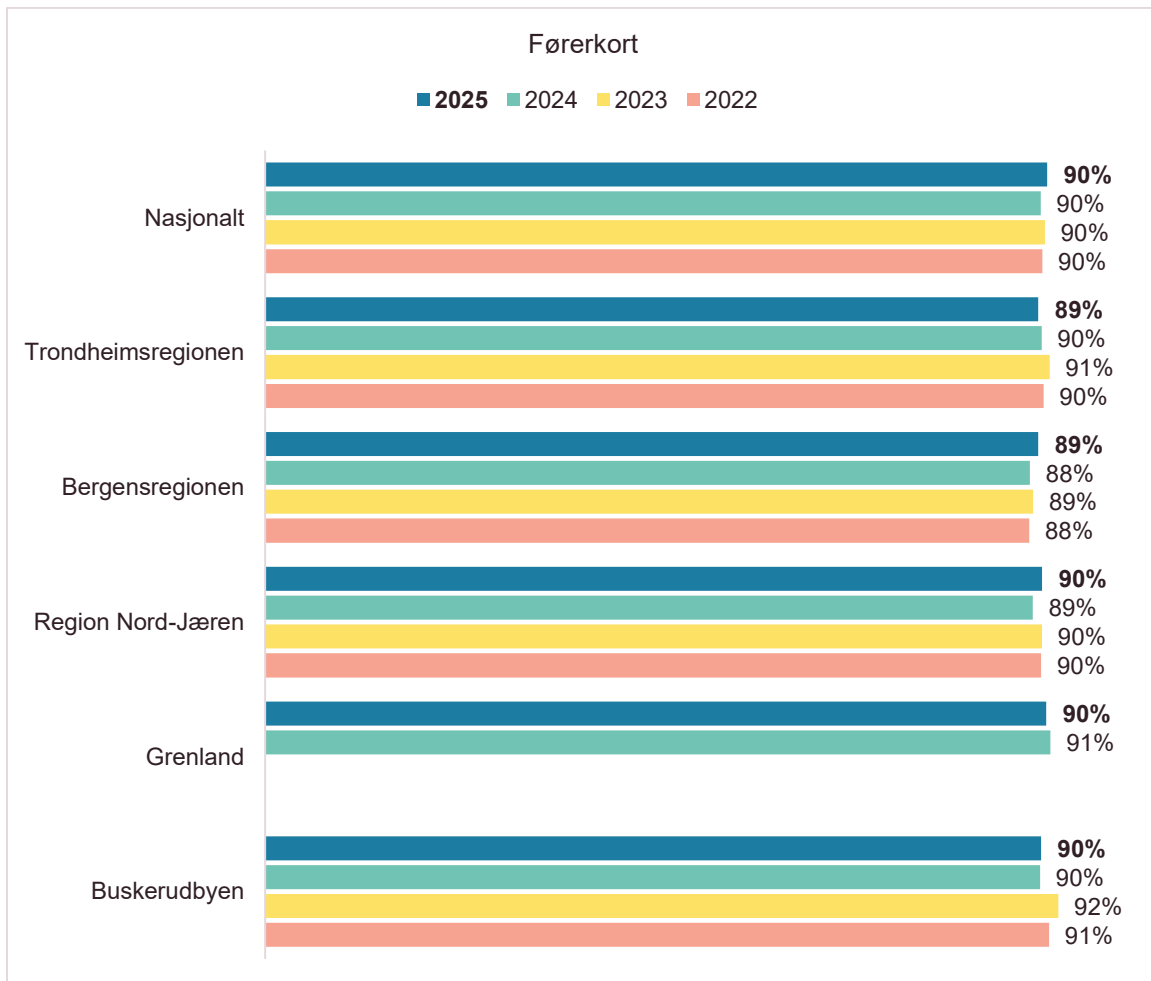 Førerkort
2025 2024 2023 2022
Nasjonalt
90%
90%
90%
90%
Trondheimsregionen
89%
90%
91%
90%
Bergensregionen
89%
88%
89%
88%
Region Nord-Jæren
90%
89%
90%
90%
Grenland
90%
91%
Buskerudbyen
90%
90%
92%
91%